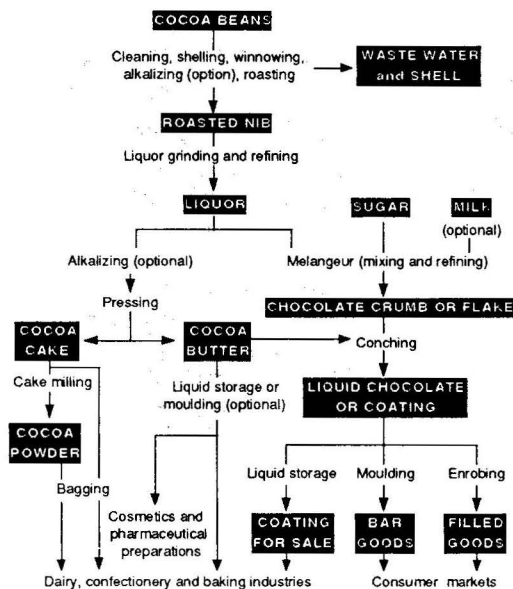 COCOA BEANS
Cleaning, shelling, winnowing,
alkalizing (option), roasting
WASTE WATER
and SHELL
ROASTED NIB
Liquor grinding and refining
LIQUOR
SUGAR
MILK
(optional)
Alkalizing (optional)
Melangeur (mixing and refining)
Pressing
CHOCOLATE CRUMB OR FLAKE
COCOA
CAKE
COCOA
BUTTER
Conching
Cake milling
Liquid storage or
moulding (optional)
LIQUID CHOCOLATE
OR COATING
COCOA
POWDER
Bagging
Liquid storage
Moulding
Enrobing
Cosmetics and
pharmaceutical
preparations
COATING
FOR SALE
BAR
GOODS
FILLED
GOODS
Dairy, confectionery and baking industries
Consumer markets